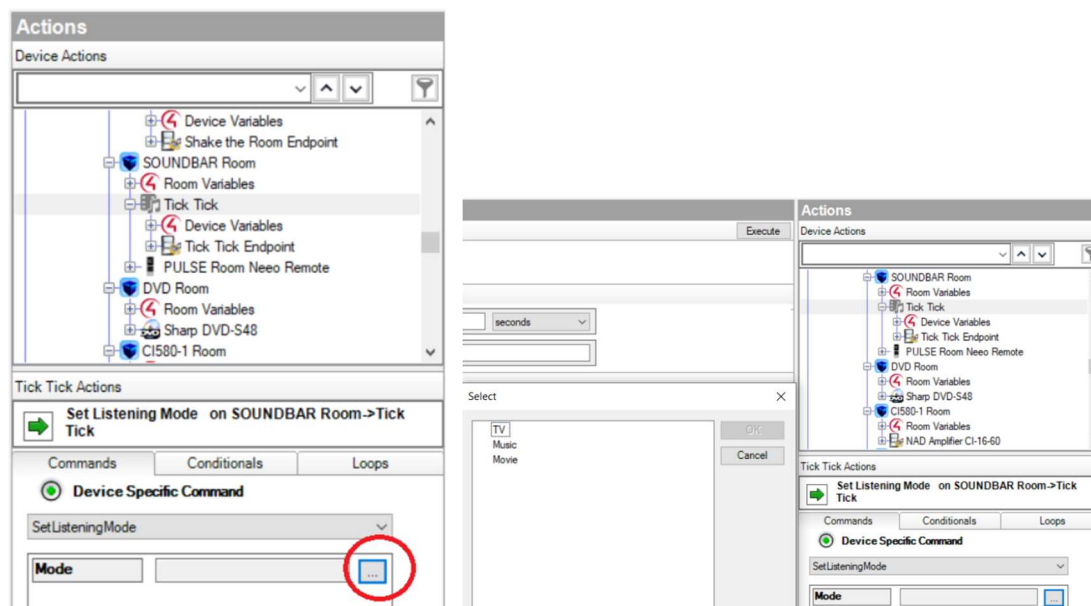 Actions
Device Actions
Device Variables
Shake the Room Endpoint
SOUNDBAR Room
Room Variables
Tick Tick
Device Variables
Tick Tick Endpoint
PULSE Room Neeo Remote
DVD Room
Room Variables
Sharp DVD-S48
CI580-1 Room
Tick Tick Actions
Set Listening Mode on SOUNDBAR Room->Tick
Tick
Commands Conditionals Loops
Device Specific Command
SetListeningMode
Mode ...
Execute
seconds
Select
TV
Music
Movie
OK
Cancel
Actions
Device Actions
SOUNDBAR Room
Room Variables
Tick Tick
Device Variables
Tick Tick Endpoint
PULSE Room Neeo Remote
DVD Room
Room Variables
Sharp DVD-S48
CI580-1 Room
Room Variables
NAD Amplifier CI-16-60
Tick Tick Actions
Set Listening Mode on SOUNDBAR Room->Tick
Tick
Commands Conditionals Loops
Device Specific Command
SetListeningMode
Mode ...